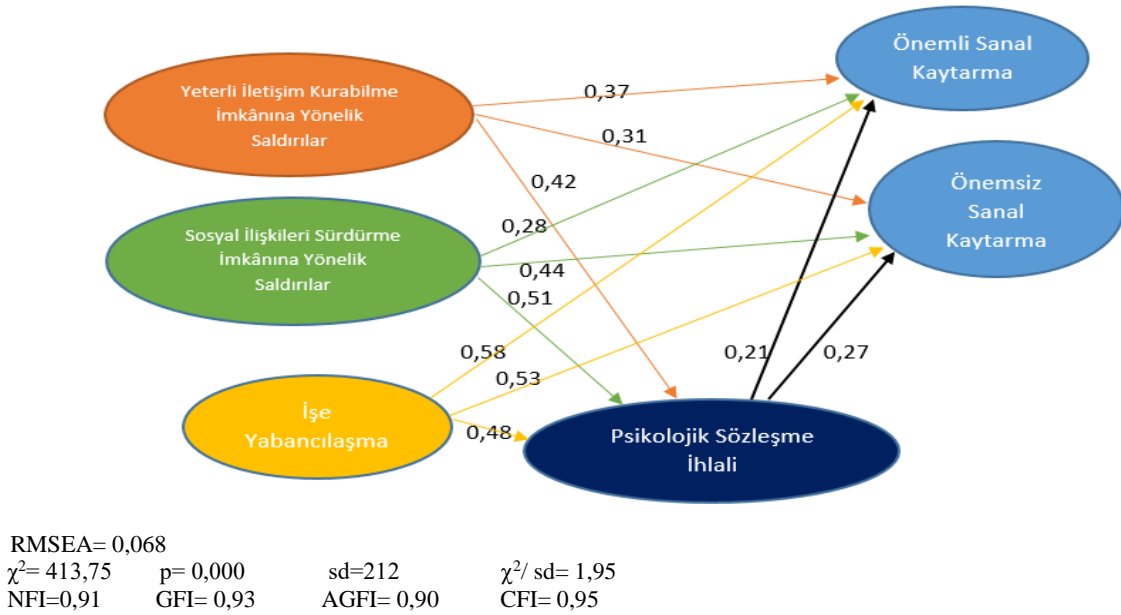 Önemli Sanal
Kaytarma
Yeterli İletişim Kurabilme
İmkânına Yönelik
Saldırılar
0,37
0,31
0,42
Önemsiz
Sanal
Kaytarma
Sosyal İlişkileri Sürdürme
İmkânına Yönelik
Saldırılar
0,28
0,44
0,51
0,58
0,53
0,21
0,27
İşe
Yabancılaşma
0,48
Psikolojik Sözleşme
İhlali
RMSEA= 0,068
χ²= 413,75 p= 0,000 sd=212 χ²/ sd= 1,95
NFI=0,91 GFI= 0,93 AGFI= 0,90 CFI= 0,95